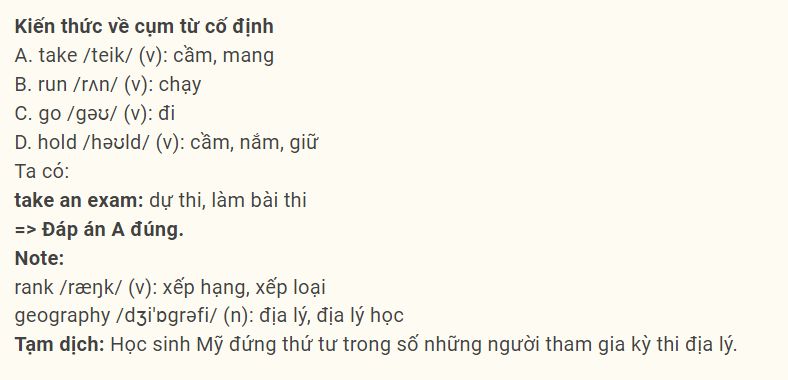 Kiến thức về cụm từ cố định
A. take /teik/ (v): cầm, mang
B. run /rʌn/ (v): chạy
C. go /gəʊ/ (v): đi
D. hold /həʊld/ (v): cầm, nắm, giữ
Ta có:
take an exam: dự thi, làm bài thi
=> Đáp án A đúng.
Note:
rank /ræŋk/ (v): xếp hạng, xếp loại
geography /dʒi'ɒgrəfi/ (n): địa lý, địa lý học
Tạm dịch: Học sinh Mỹ đứng thứ tư trong số những người tham gia kỳ thi địa lý.